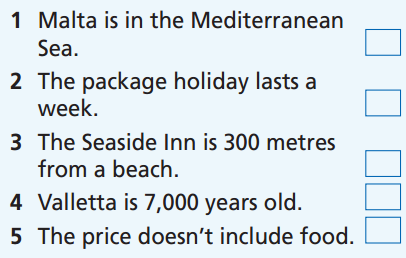 1 Malta is in the Mediterranean
Sea.
2 The package holiday lasts a
week.
3 The Seaside Inn is 300 metres
from a beach.
4 Valletta is 7,000 years old.
5 The price doesn't include food.